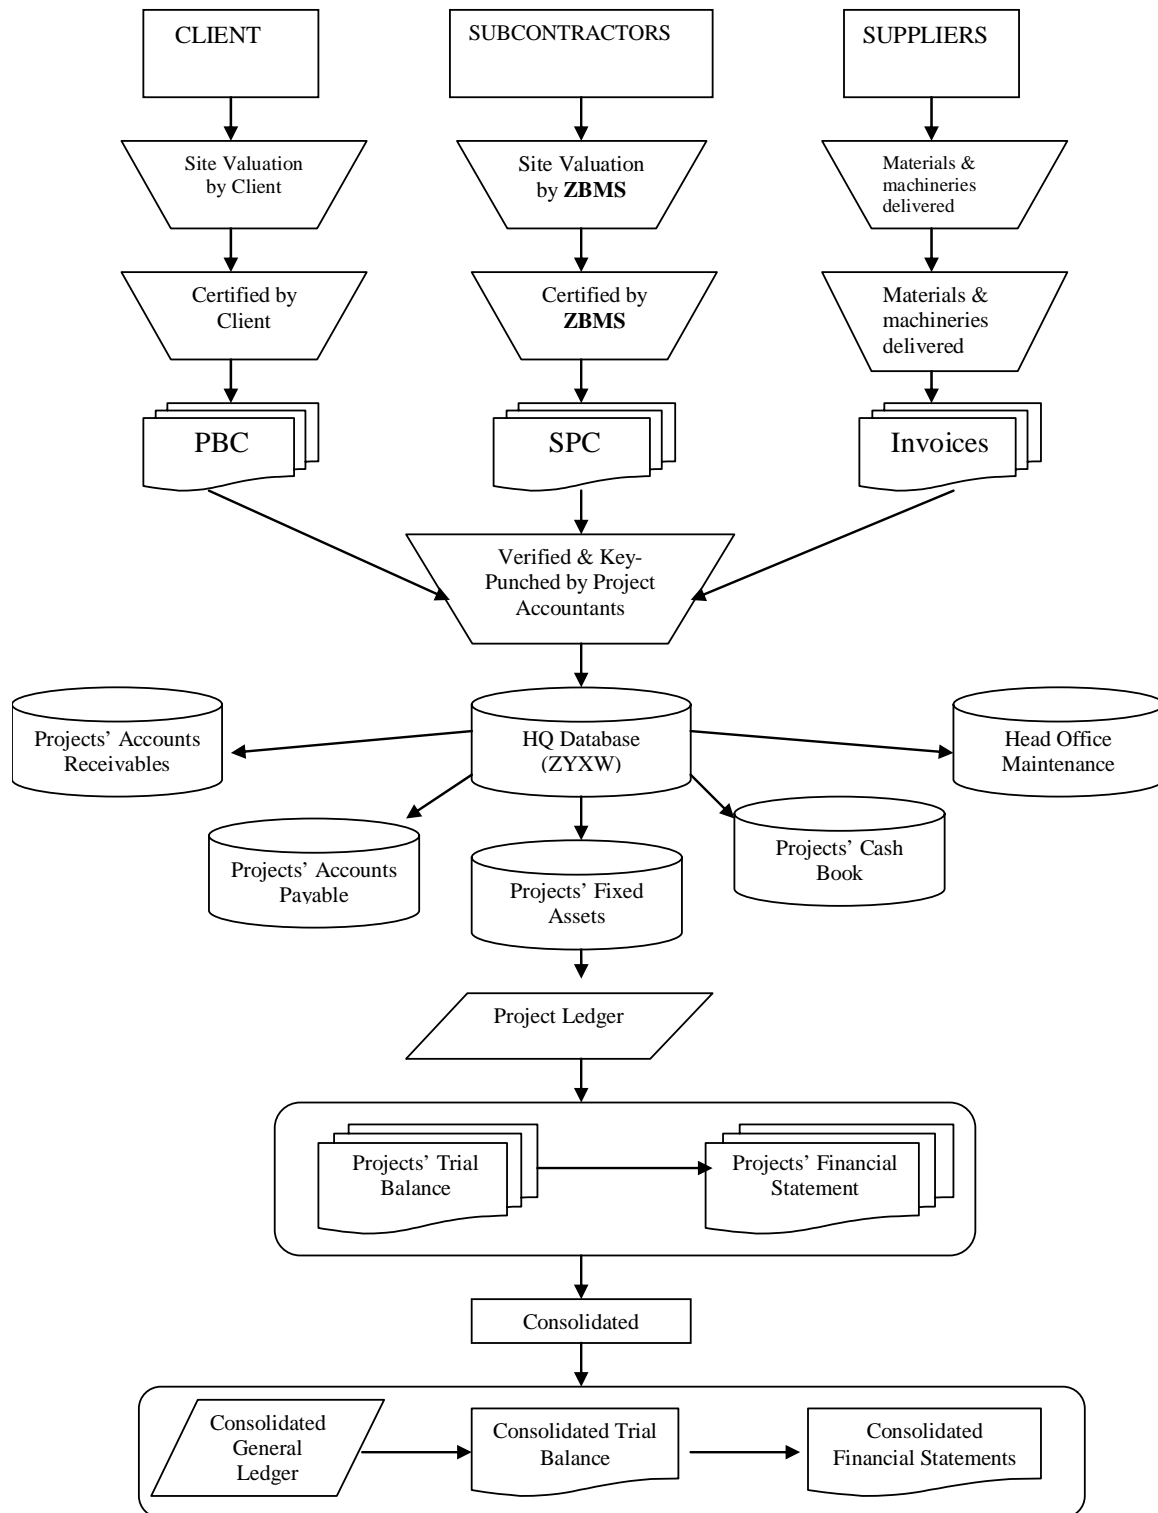 CLIENT
SUBCONTRACTORS
SUPPLIERS
Site Valuation
by Client
Site Valuation
by ZBMS
Materials &
machineries
delivered
Certified by
Client
Certified by
ZBMS
Materials &
machineries
delivered
PBC
SPC
Invoices
Verified & Key-
Punched by Project
Accountants
Projects’ Accounts
Receivables
HQ Database
(ZYXW)
Head Office
Maintenance
Projects’ Accounts
Payable
Projects’ Fixed
Assets
Projects’ Cash
Book
Project Ledger
Projects’ Trial
Balance
Projects’ Financial
Statement
Consolidated
Consolidated
General
Ledger
Consolidated Trial
Balance
Consolidated
Financial Statements